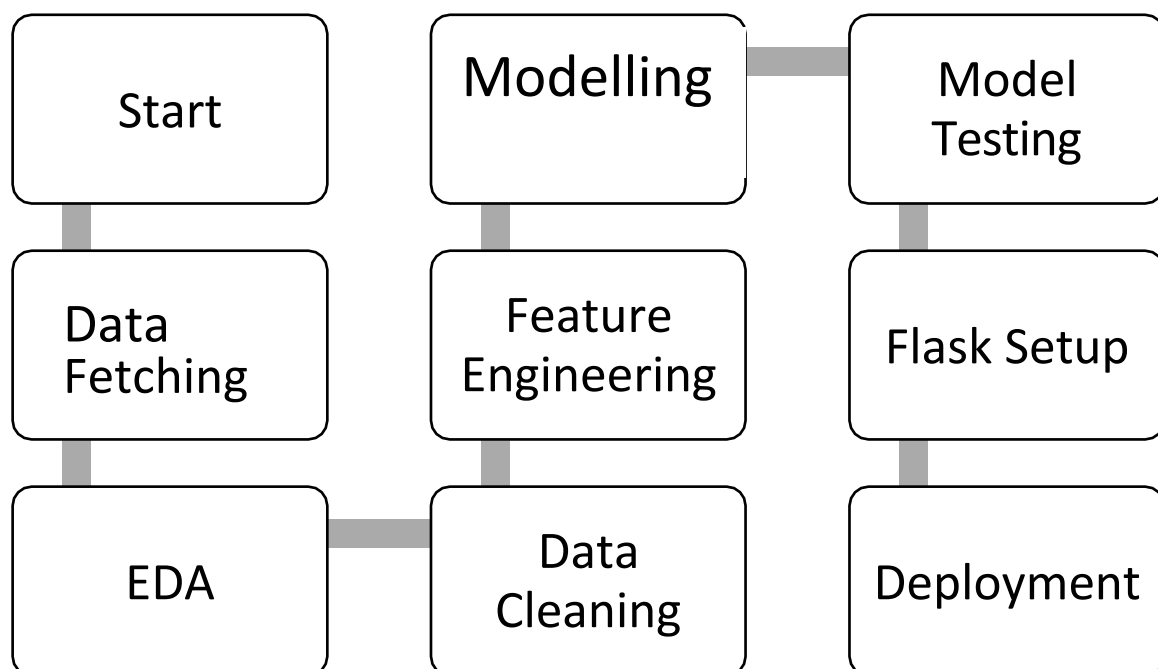 Start
Data
Fetching
EDA
Data
Cleaning
Feature
Engineering
Modelling
Model
Testing
Flask Setup
Deployment